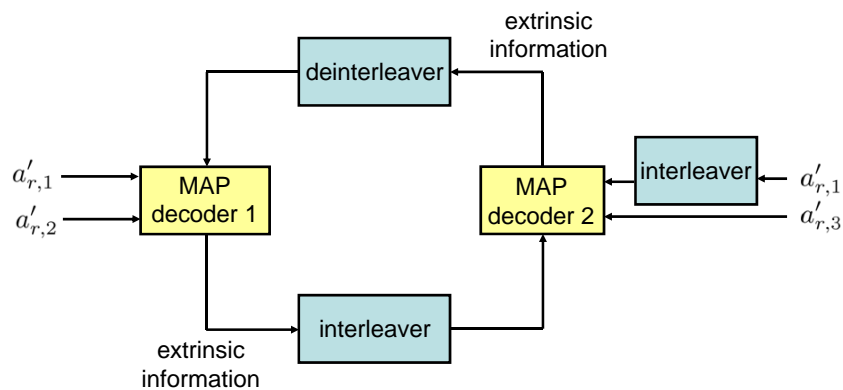 extrinsic
information
deinterleaver
interleaver
a′r,1
MAP
decoder 1
a′r,2
MAP
decoder 2
a′r,1
a′r,3
interleaver
extrinsic
information